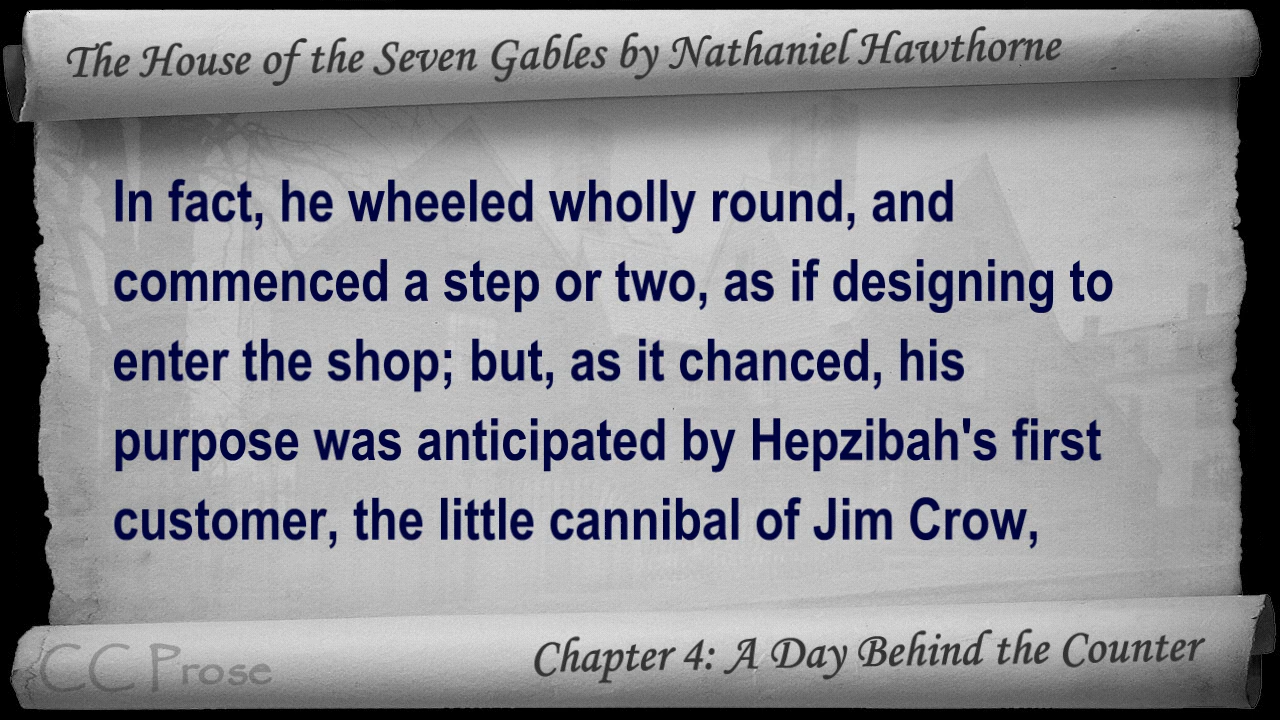 The House of the Seven Gables by Nathaniel Hawthorne
In fact, he wheeled wholly round, and
commenced a step or two, as if designing to
enter the shop; but, as it chanced, his
purpose was anticipated by Hepzibah's first
customer, the little cannibal of Jim Crow,
CC Prose
Chapter 4: A Day Behind the Counter